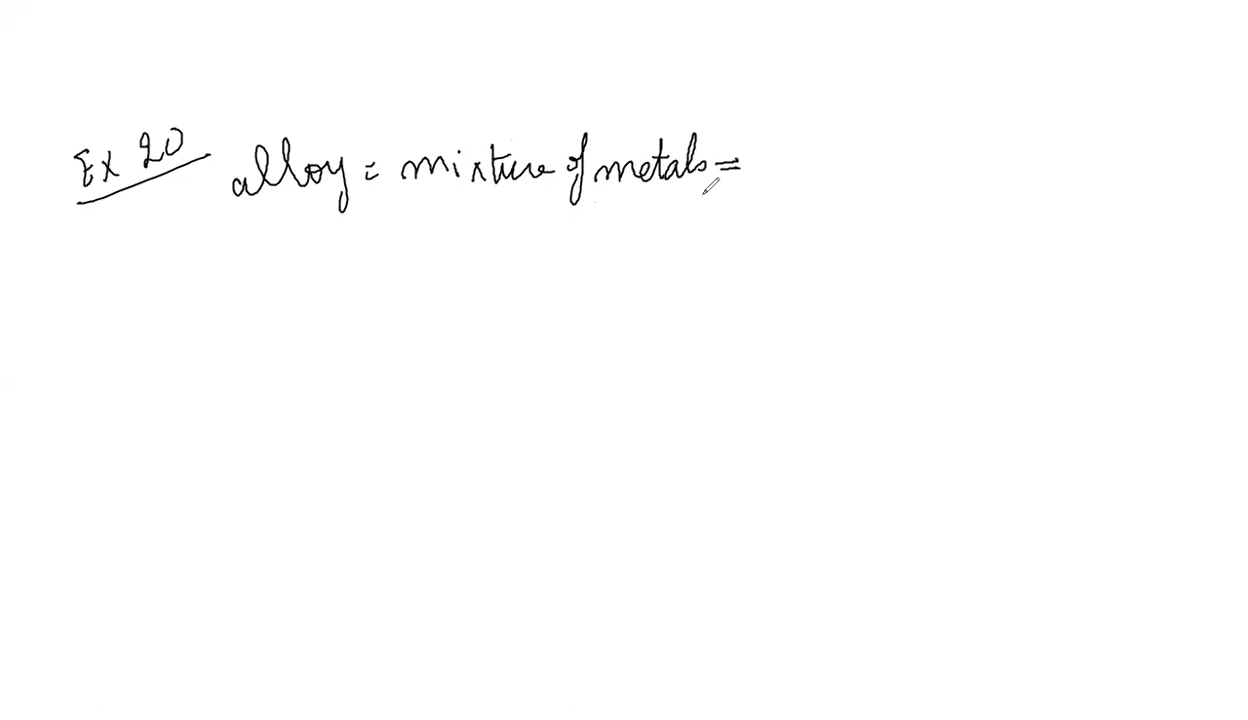 Ex 20 alloy = mixture of metals =